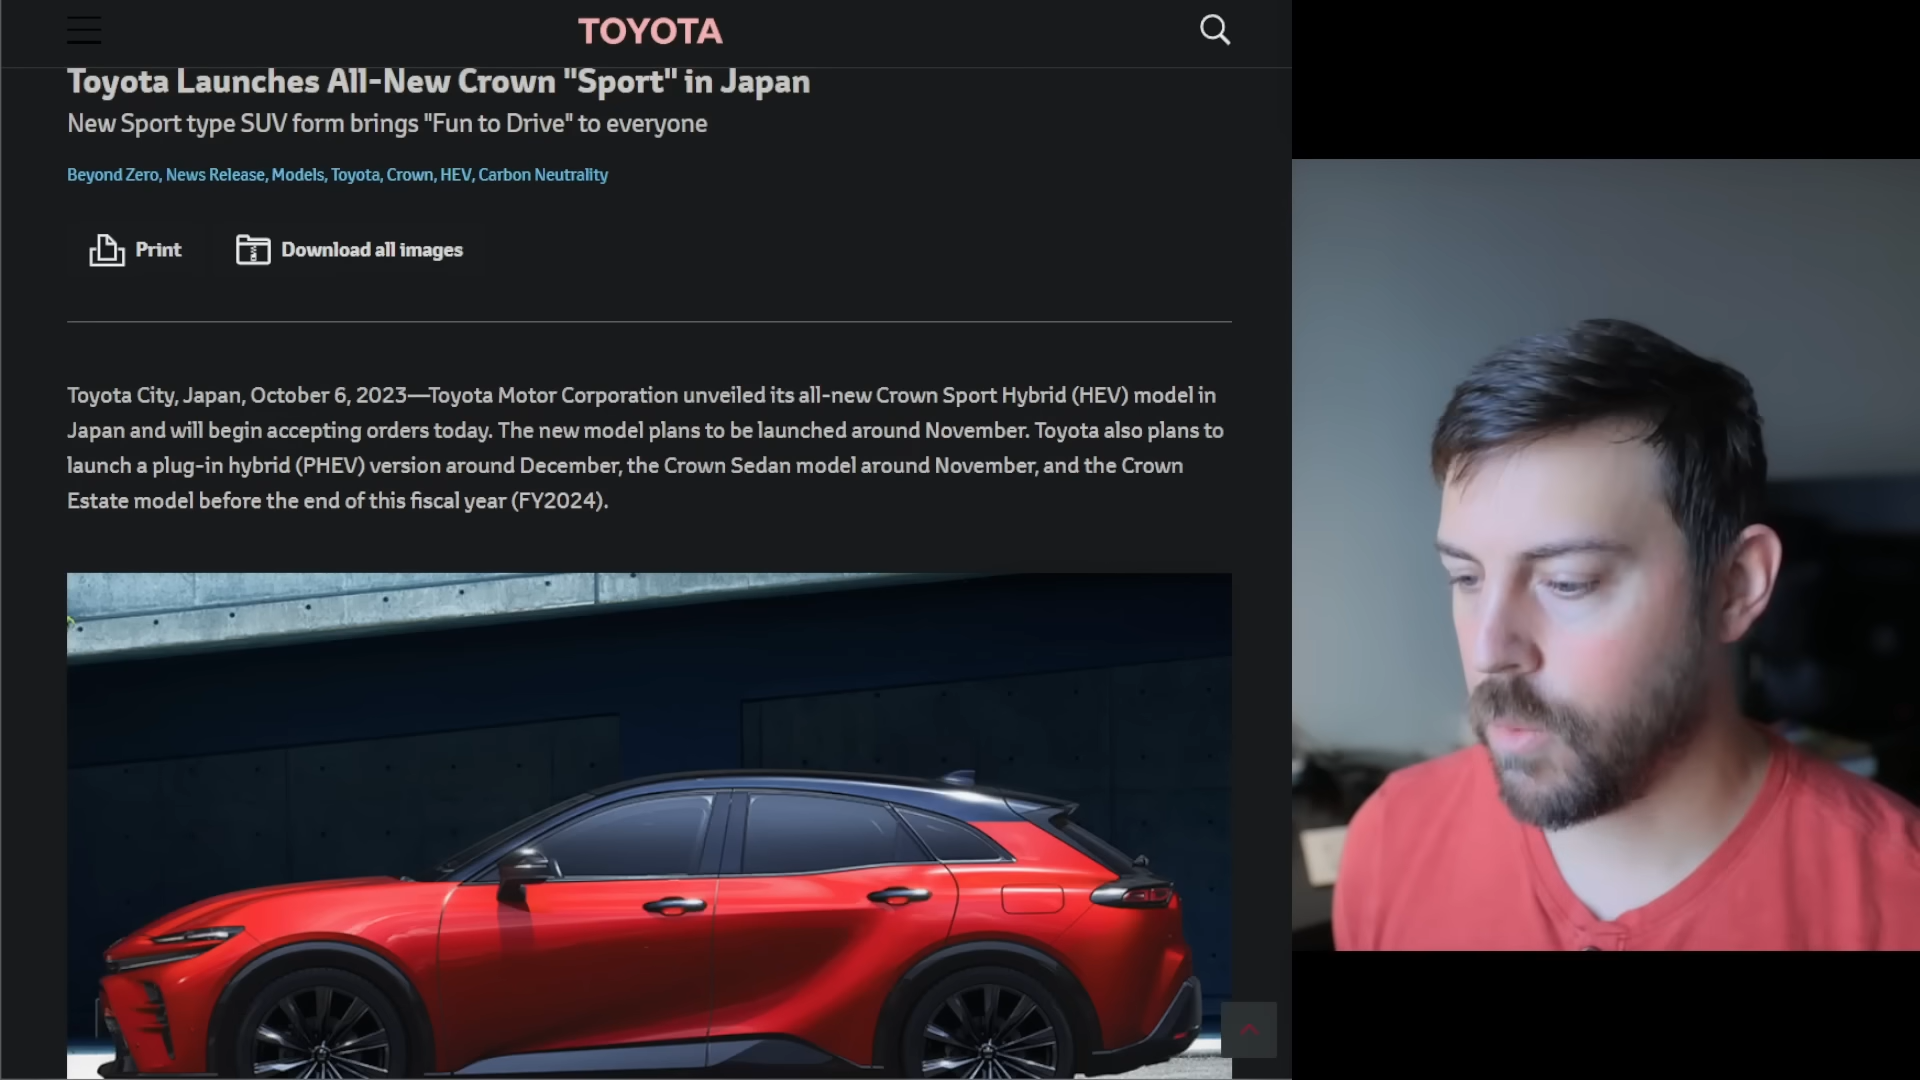 TOYOTA
Toyota Launches All-New Crown "Sport" in Japan
New Sport type SUV form brings "Fun to Drive" to everyone
Beyond Zero, News Release, Models, Toyota, Crown, HEV, Carbon Neutrality
Print
Download all images
Toyota City, Japan, October 6, 2023—Toyota Motor Corporation unveiled its all-new Crown Sport Hybrid (HEV) model in
Japan and will begin accepting orders today. The new model plans to be launched around November. Toyota also plans to
launch a plug-in hybrid (PHEV) version around December, the Crown Sedan model around November, and the Crown
Estate model before the end of this fiscal year (FY2024).